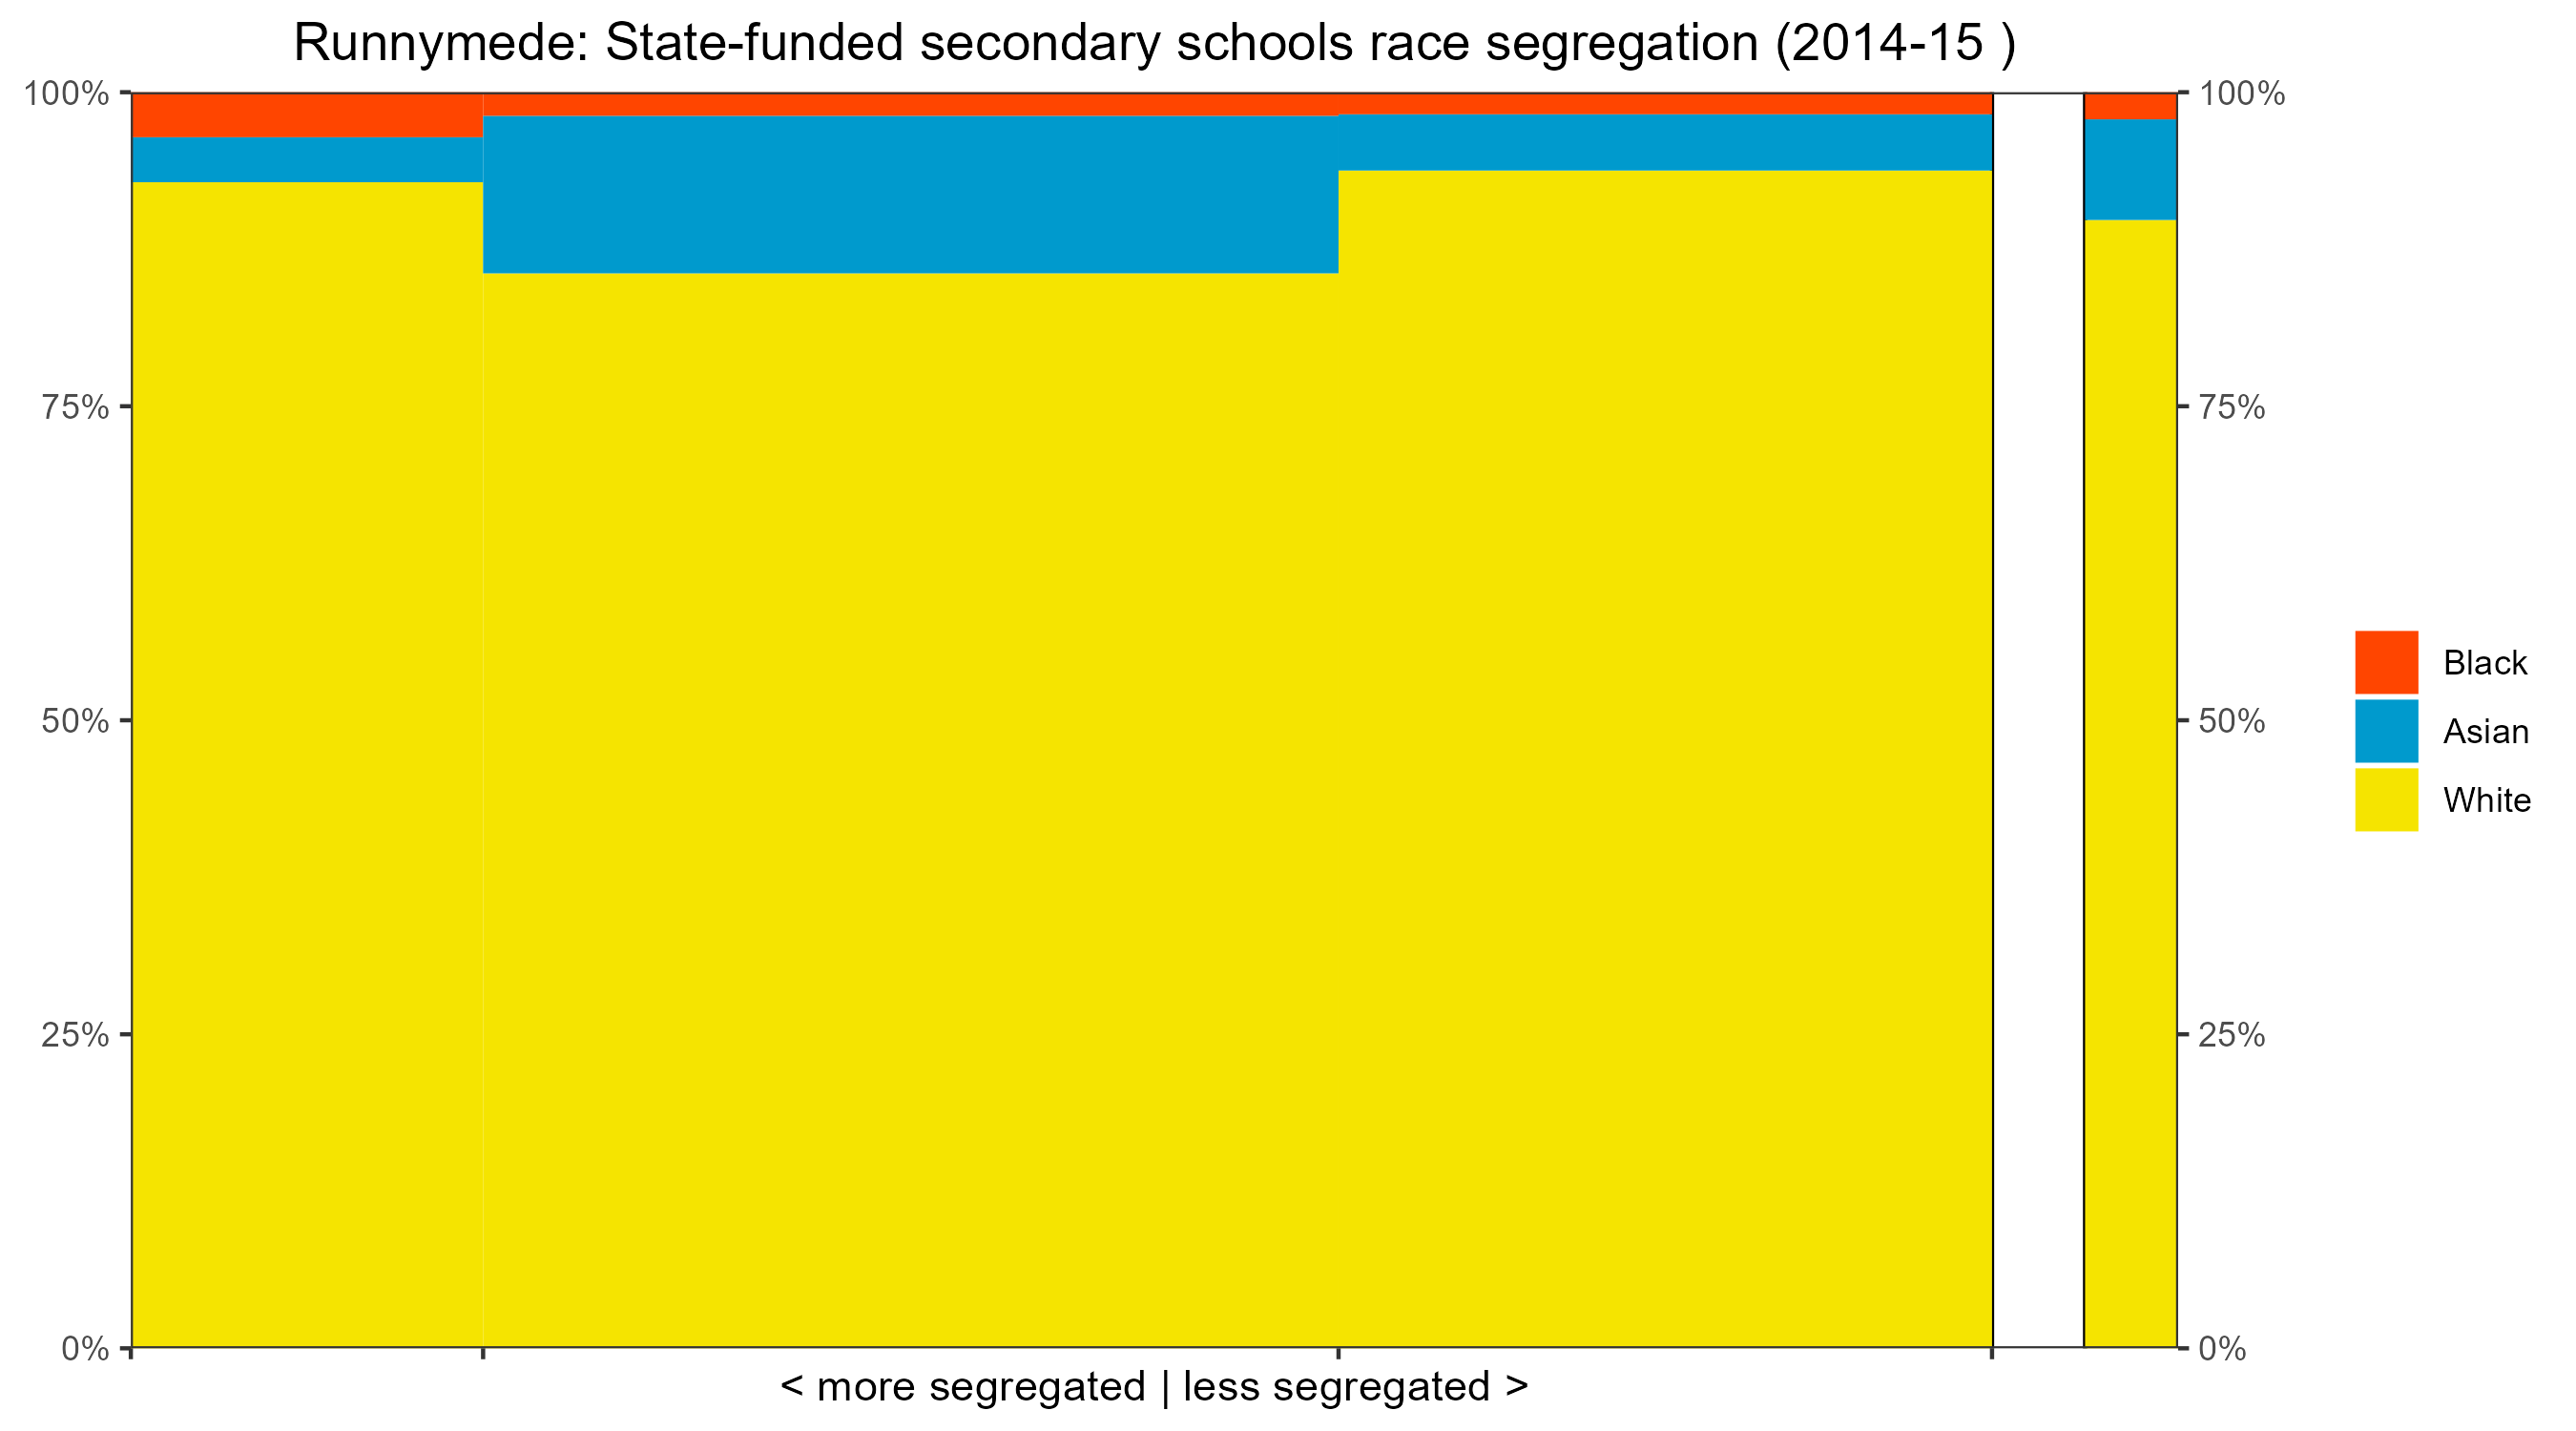 Runnymede: State-funded secondary schools race segregation (2014-15 )
100%
75%
50%
25%
0%
100%
75%
50%
25%
0%
Black
Asian
White
< more segregated | less segregated >